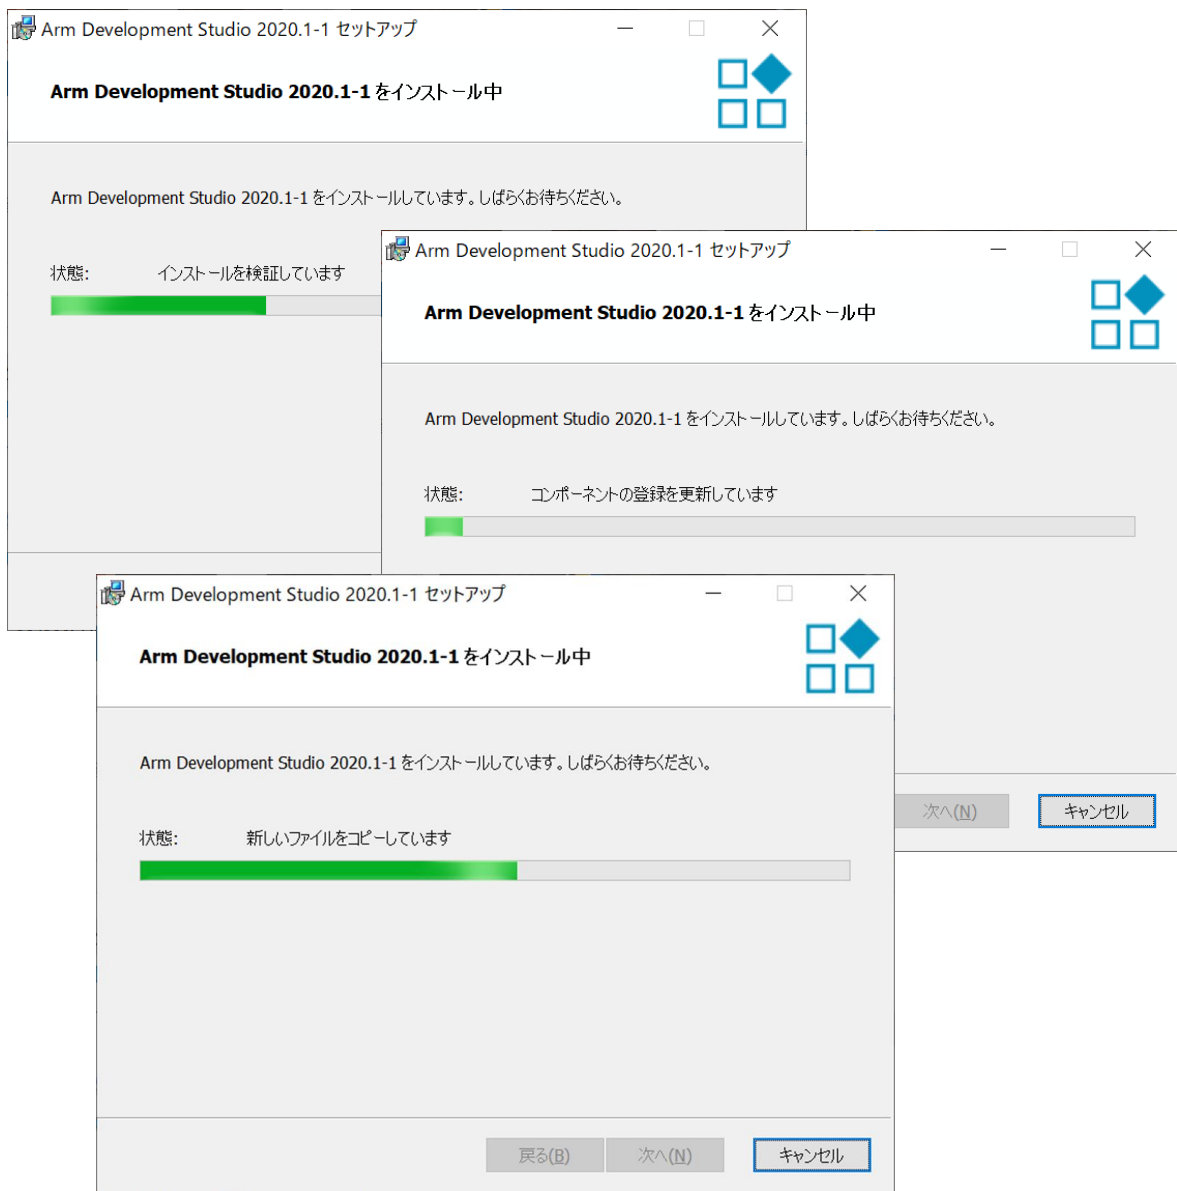 Arm Development Studio 2020.1-1 セットアップ
Arm Development Studio 2020.1-1 をインストール中
Arm Development Studio 2020.1-1 をインストールしています。しばらくお待ちください。
状態: インストールを検証しています
Arm Development Studio 2020.1-1 セットアップ
Arm Development Studio 2020.1-1 をインストール中
Arm Development Studio 2020.1-1 をインストールしています。しばらくお待ちください。
状態: コンポーネントの登録を更新しています
次へ(N) キャンセル
Arm Development Studio 2020.1-1 セットアップ
Arm Development Studio 2020.1-1 をインストール中
Arm Development Studio 2020.1-1 をインストールしています。しばらくお待ちください。
状態: 新しいファイルをコピーしています
戻る(B) 次へ(N) キャンセル